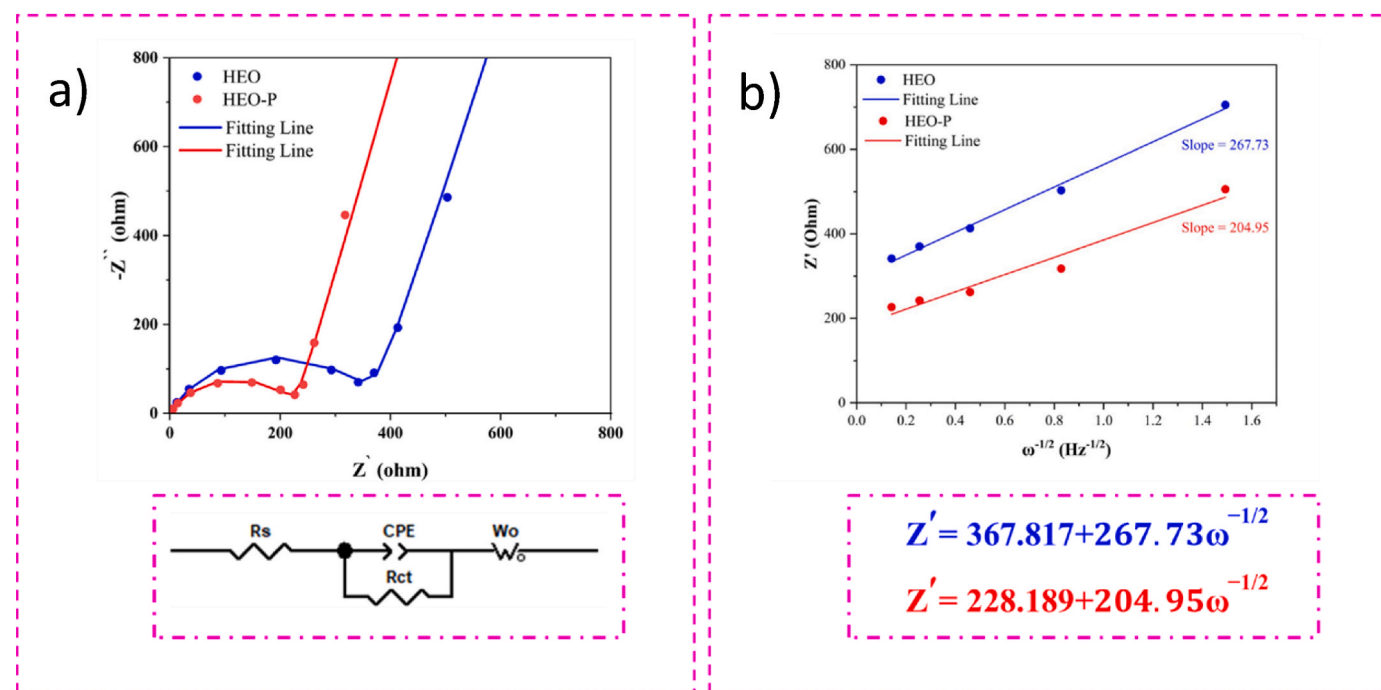 a)
800
600
400
200
0
-Z`` (ohm)
HEO
HEO-P
Fitting Line
Fitting Line
0
200
400
600
800
Z` (ohm)
Rs
CPE
Rct
Wo
b)
800
600
400
200
0
Z' (Ohm)
HEO
Fitting Line
HEO-P
Fitting Line
Slope = 267.73
Slope = 204.95
0.0
0.2
0.4
0.6
0.8
1.0
1.2
1.4
1.6
ω-1/2 (Hz-1/2)
Z′ = 367.817+267.73ω−1/2
Z′ = 228.189+204.95ω−1/2